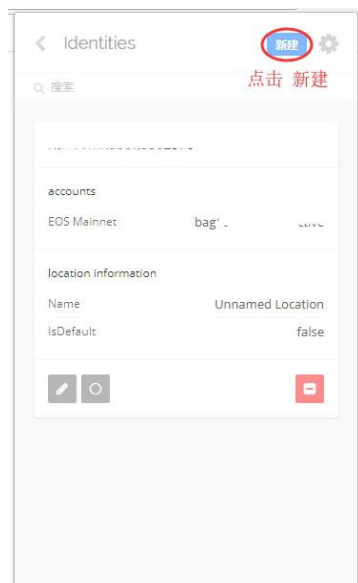 Identities
新建
点击 新建
搜索
accounts
EOS Mainnet
location information
Name Unnamed Location
IsDefault false